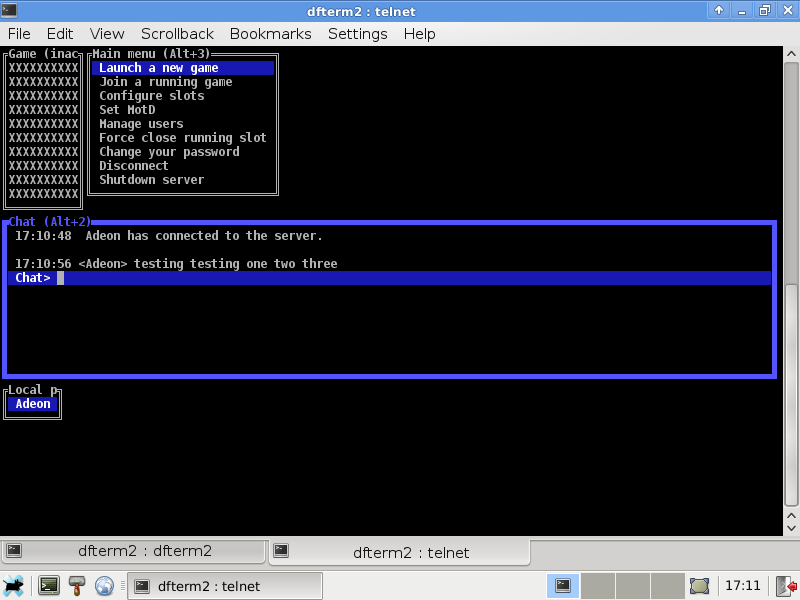 dfterm2 : telnet
File Edit View Scrollback Bookmarks Settings Help
Game (inac
XXXXXXXXXX
XXXXXXXXXX
XXXXXXXXXX
XXXXXXXXXX
XXXXXXXXXX
XXXXXXXXXX
XXXXXXXXXX
XXXXXXXXXX
XXXXXXXXXX
XXXXXXXXXX
Main menu (Alt+3)
Launch a new game
Join a running game
Configure slots
Set MotD
Manage users
Force close running slot
Change your password
Disconnect
Shutdown server
Chat (Alt+2)
17:10:48 Adeon has connected to the server.
17:10:56 <Adeon> testing testing one two three
Chat>
Local p
Adeon
dfterm2 : dfterm2
dfterm2 : telnet
dfterm2 : telnet
17:11